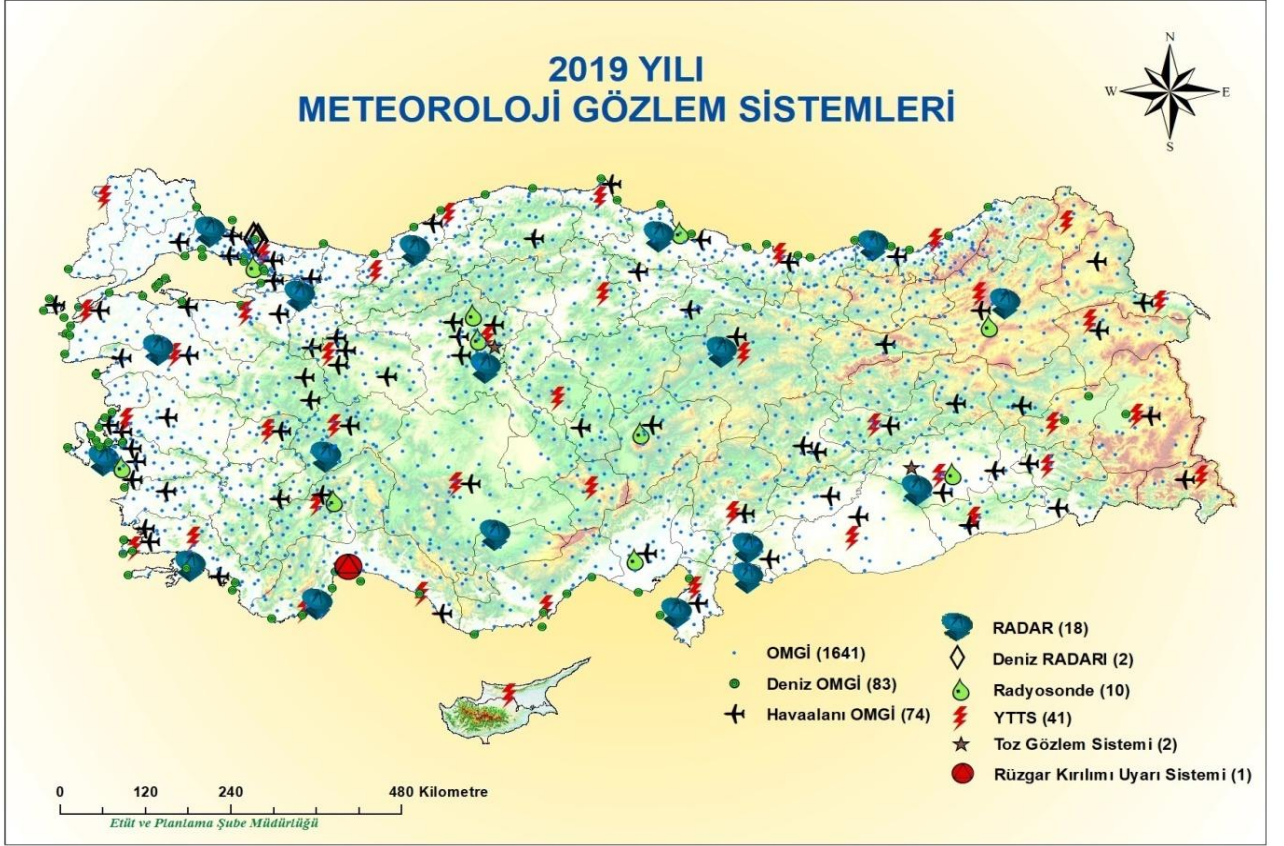 2019 YILI
METEOROLOJİ GÖZLEM SİSTEMLERİ
N
W
E
S
OMGİ (1641)
Deniz OMGİ (83)
Havaalanı OMGİ (74)
RADAR (18)
Deniz RADARI (2)
Radyosonde (10)
YTTS (41)
Toz Gözlem Sistemi (2)
Rüzgar Kırılımı Uyarı Sistemi (1)
0 120 240 480 Kilometre
Etüt ve Planlama Şube Müdürlüğü